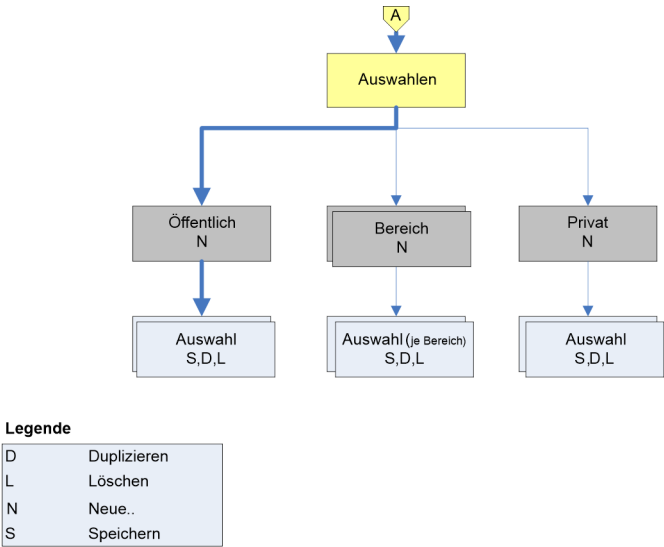 A
Auswahlen
Öffentlich
N
Bereich
N
Privat
N
Auswahl
S,D,L
Auswahl (je Bereich)
S,D,L
Auswahl
S,D,L
Legende
D Duplizieren
L Löschen
N Neue..
S Speichern